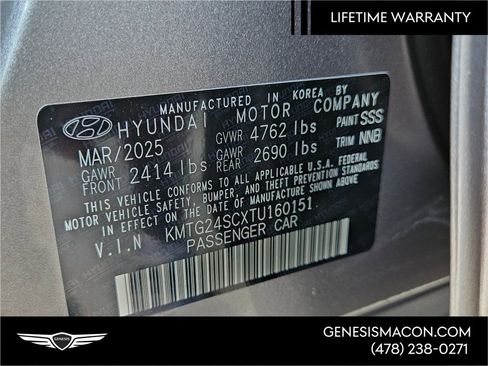 LIFETIME WARRANTY
MANUFACTURED IN KOREA BY
HYUNDAI MOTOR COMPANY
MAR/2025 GVWR 4762 lbs PAINT SSS
GAWR FRONT 2414 lbs GAWR REAR 2690 lbs TRIM NNB
THIS VEHICLE CONFORMS TO ALL APPLICABLE U.S.A. FEDERAL
MOTOR VEHICLE SAFETY, BUMPER, AND THEFT PREVENTION STANDARDS
IN EFFECT ON THE DATE OF MANUFACTURE SHOWN ABOVE.
V.I.N KMTG24SCXTU160151
PASSENGER CAR
GENESIS
GENESISMACON.COM
(478) 238-0271